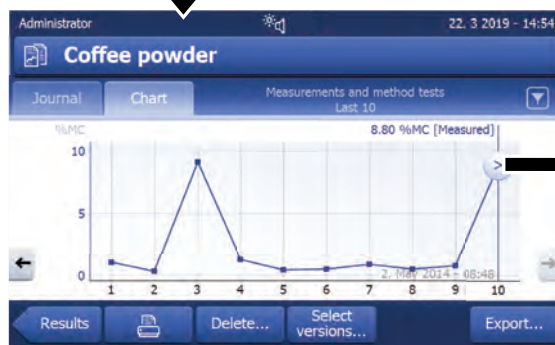 Administrator
22. 3 2019 - 14:54
Coffee powder
Journal
Chart
Measurements and method tests
Last 10
%MC
8.80 %MC [Measured]
10
5
0
>
2. May 2014 - 08:48
1 2 3 4 5 6 7 8 9 10
Results
Delete...
Select
versions...
Export...